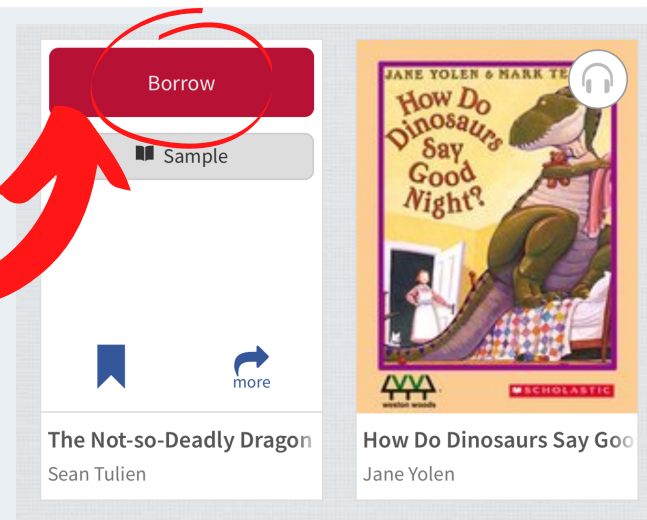 Borrow
Sample
more
The Not-so-Deadly Dragon
Sean Tulien
JANE YOLEN & MARK TE
How Do
Dinosaurs
Say
Good
Night?
weston woods
SCHOLASTIC
How Do Dinosaurs Say Goo
Jane Yolen